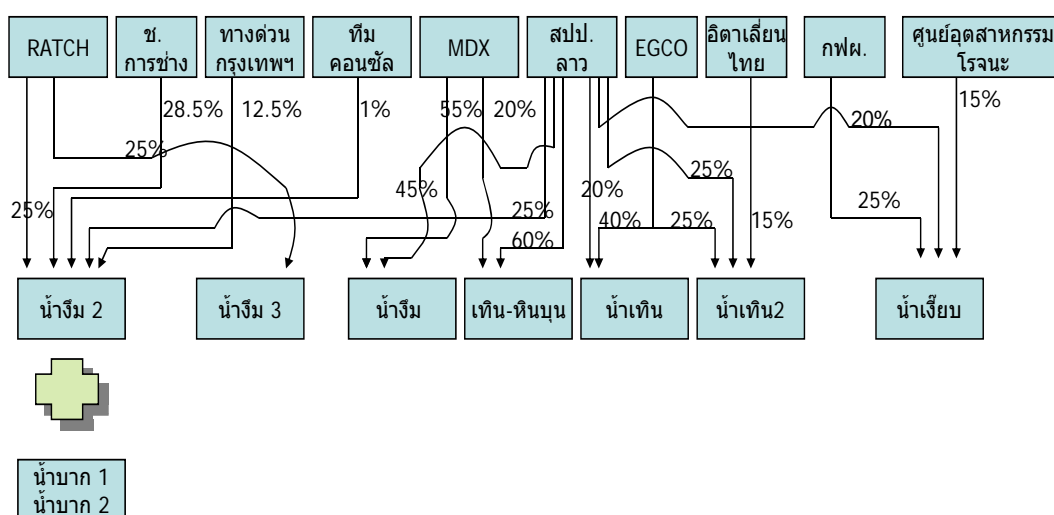 RATCH
ช.
การช่าง
ทางด่วน
กรุงเทพฯ
ทีม
คอนซัล
MDX
สปป.
ลาว
EGCO
อิตาเลี่ยน
ไทย
กฟผ.
ศูนย์อุตสาหกรรม
โรจนะ
28.5%
12.5%
1%
55%
20%
15%
20%
25%
25%
45%
20%
25%
25%
25%
60%
40%
25%
15%
น้ำงึม 2
น้ำงึม 3
น้ำงึม
เทิน-หินบุน
น้ำเทิน
น้ำเทิน2
น้ำเงี๊ยบ
น้ำบาก 1
น้ำบาก 2